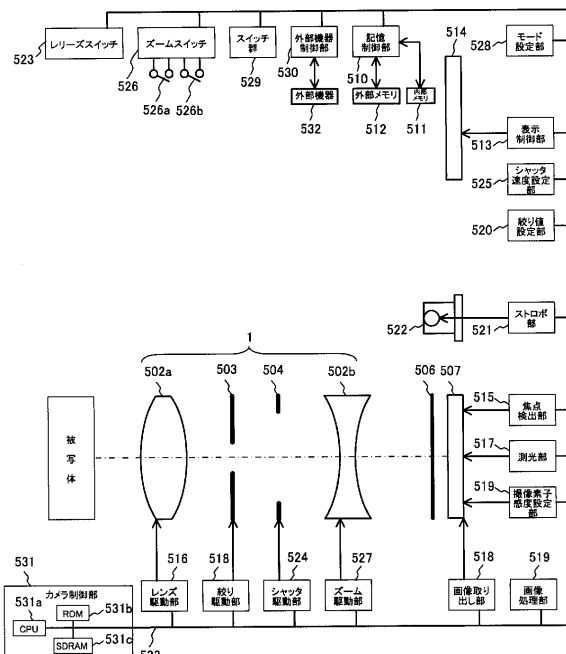 523
レリーズスイッチ
ズームスイッチ
526
526a
526b
スイッチ
群
529
外部機器
制御部
530
外部機器
532
記憶
制御部
510
外部メモリ
512
内部
メモリ
511
514
モード
設定部
528
表示
制御部
513
シャッタ
速度設定
部
525
絞り値
設定部
520
ストロボ
部
521
522
1
502a
503
504
502b
506
507
被写体
515
焦点
検出部
517
測光部
519
撮像素子
感度設定
部
516
レンズ
駆動部
518
絞り
駆動部
524
シャッタ
駆動部
527
ズーム
駆動部
518
画像取り
出し部
519
画像
処理部
531
カメラ制御部
531a
CPU
ROM
531b
SDRAM
531c